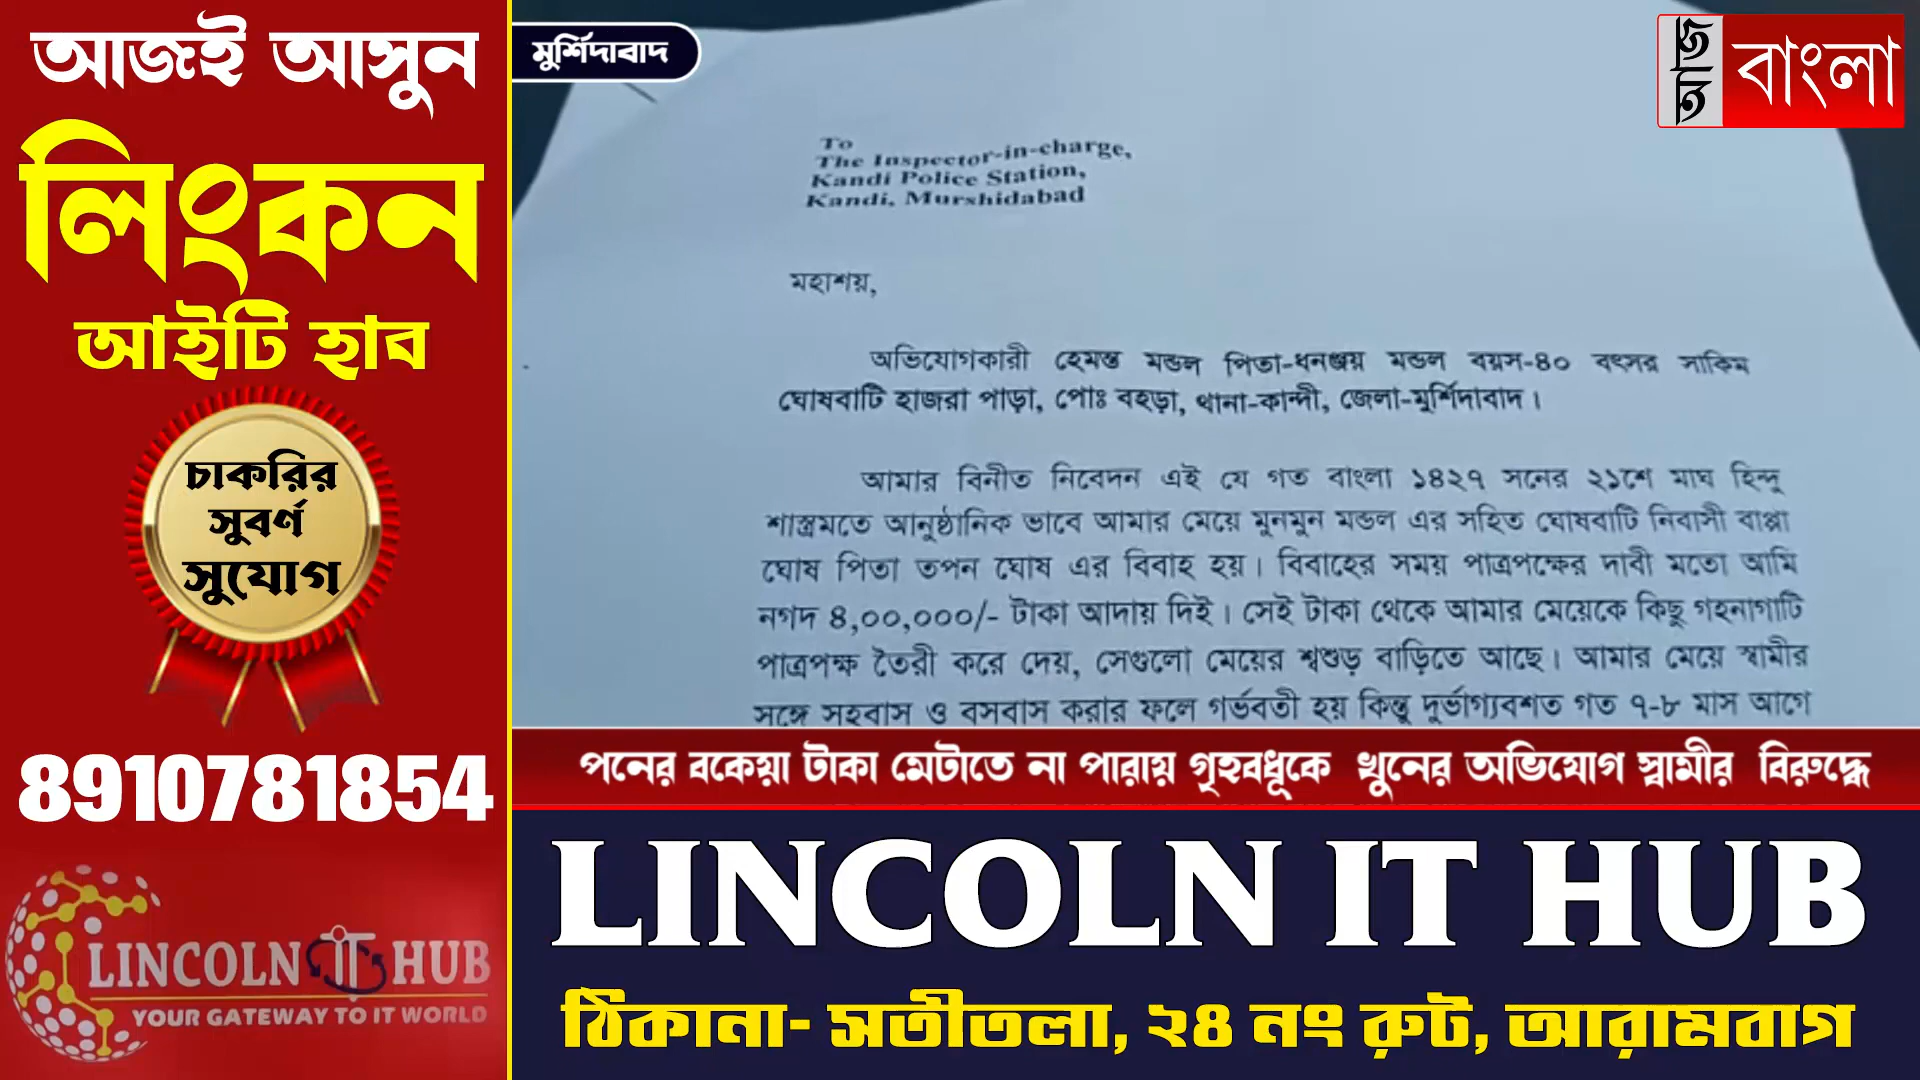 আজই আসুন
লিংকন
আইটি হাব
চাকরির
সুবর্ণ
সুযোগ
8910781854
LINCOLN IT HUB
YOUR GATEWAY TO IT WORLD
মুর্শিদাবাদ
আজ বাংলা
To
The Inspector-in-charge,
Kandi Police Station,
Kandi, Murshidabad
মহাশয়,
অভিযোগকারী হেমন্ত মন্ডল পিতা-ধনঞ্জয় মন্ডল বয়স-৪০ বৎসর সাকিম
ঘোষবাটি হাজরা পাড়া, পোঃ বহড়া, থানা-কান্দী, জেলা-মুর্শিদাবাদ।
আমার বিনীত নিবেদন এই যে গত বাংলা ১৪২৭ সনের ২১শে মাঘ হিন্দু
শাস্ত্রমতে আনুষ্ঠানিক ভাবে আমার মেয়ে মুনমুন মন্ডল এর সহিত ঘোষবাটি নিবাসী বাপ্পা
ঘোষ পিতা তপন ঘোষ এর বিবাহ হয়। বিবাহের সময় পাত্রপক্ষের দাবী মতো আমি
নগদ ৪,০০,০০০/- টাকা আদায় দিই। সেই টাকা থেকে আমার মেয়েকে কিছু গহনাগাটি
পাত্রপক্ষ তৈরী করে দেয়, সেগুলো মেয়ের শ্বশুড় বাড়িতে আছে। আমার মেয়ে স্বামীর
সঙ্গে সহবাস ও বসবাস করার ফলে গর্ভবতী হয় কিন্তু দুর্ভাগ্যবশত গত ৭-৮ মাস আগে
পনের বকেয়া টাকা মেটাতে না পারায় গৃহবধূকে খুনের অভিযোগ স্বামীর বিরুদ্ধে
LINCOLN IT HUB
ঠিকানা- সতীতলা, ২৪ নং রুট, আরামবাগ